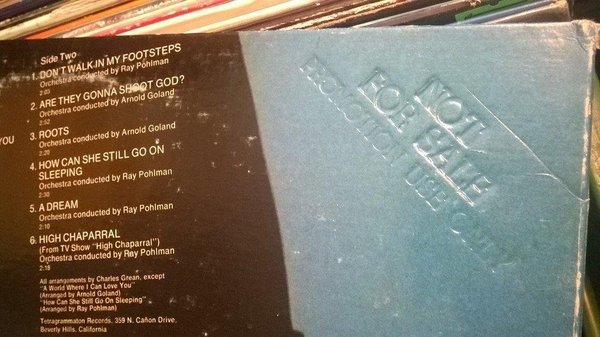 Side Two
1. DON'T WALK IN MY FOOTSTEPS
Orchestra conducted by Ray Pohlman
2:05
2. ARE THEY GONNA SHOOT GOD?
Orchestra conducted by Arnold Goland
2:52
YOU
3. ROOTS
Orchestra conducted by Arnold Goland
2:20
4. HOW CAN SHE STILL GO ON
SLEEPING
Orchestra conducted by Ray Pohlman
2:30
5. A DREAM
Orchestra conducted by Ray Pohlman
2:10
6. HIGH CHAPARRAL
(From TV Show "High Chaparral")
Orchestra conducted by Ray Pohlman
2:18
All arrangements by Charles Grean, except
"A World Where I Can Love You"
(Arranged by Arnold Goland)
"How Can She Still Go On Sleeping"
(Arranged by Ray Pohlman)
Tetragrammaton Records, 359 N. Cañon Drive,
Beverly Hills, California
NOT
FOR SALE
PROMOTION USE ONLY